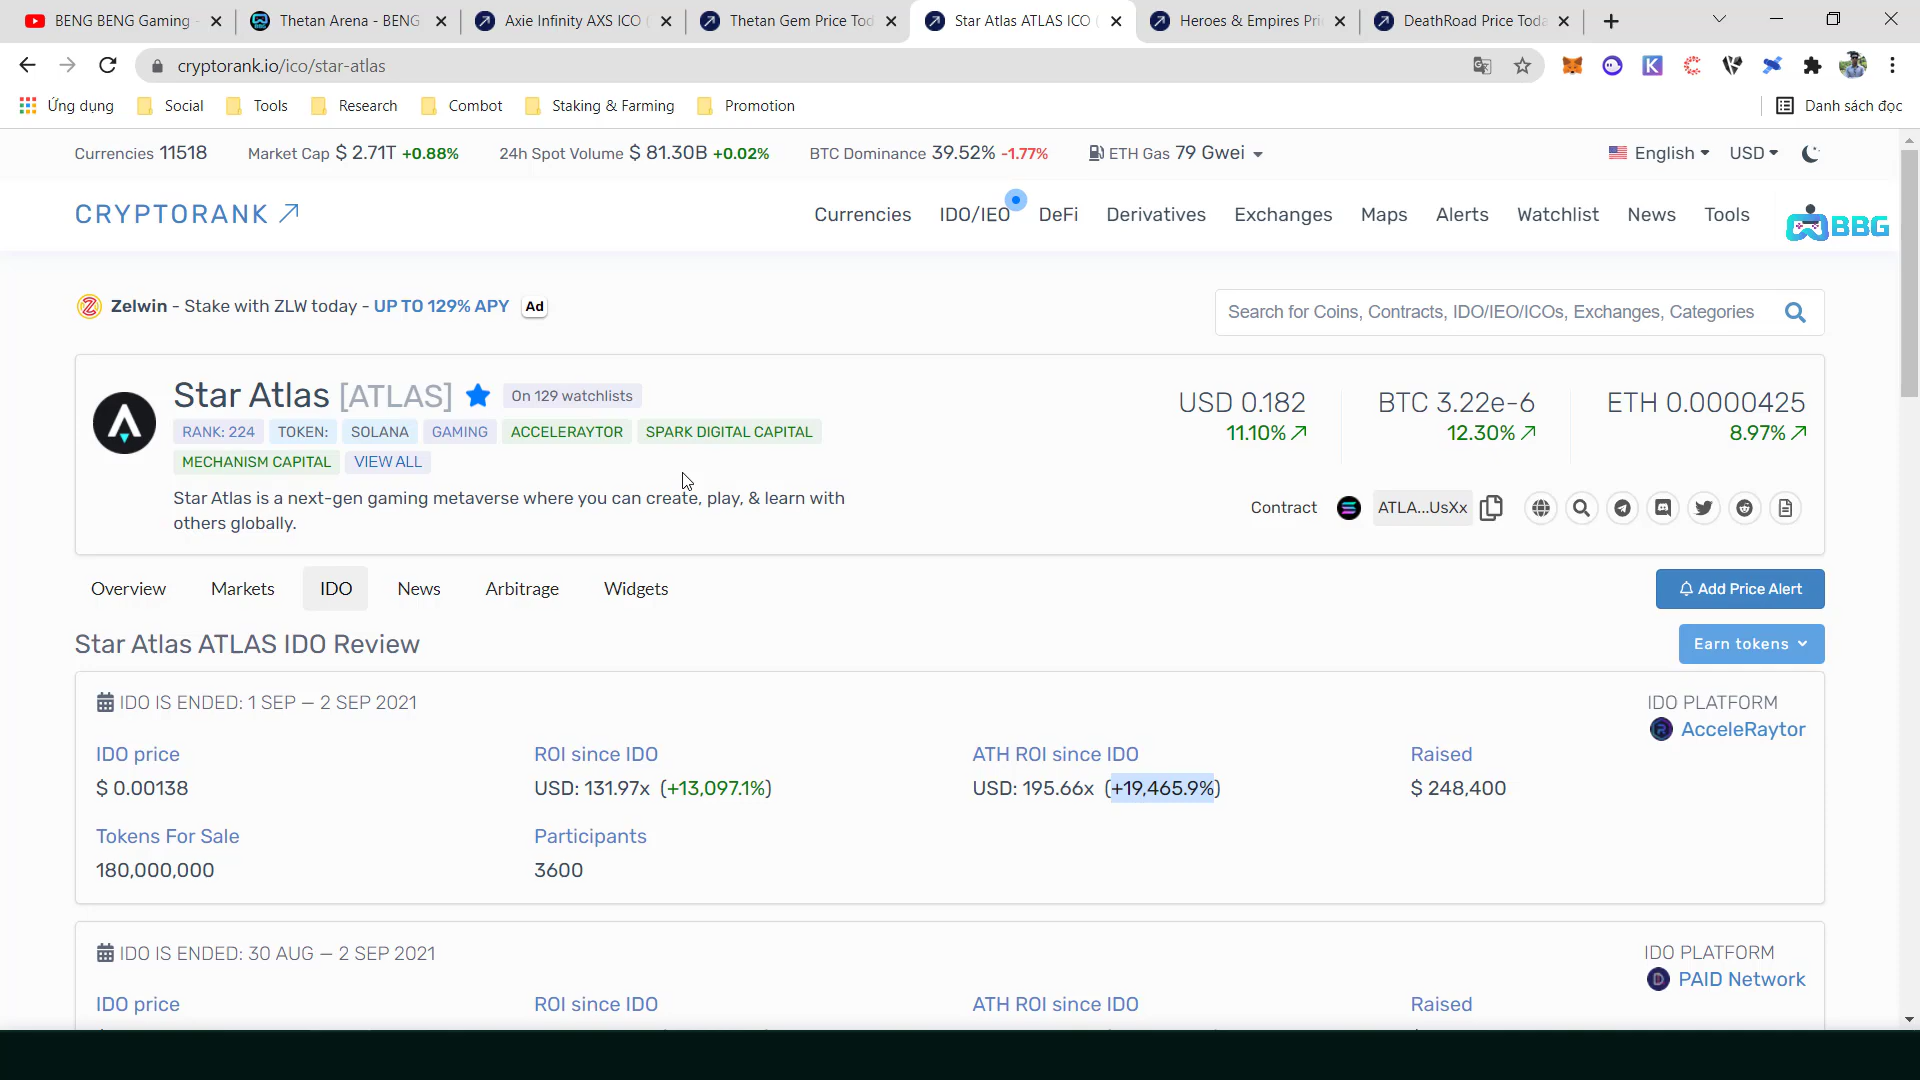 BENG BENG Gaming -
Thetan Arena - BENG
Axie Infinity AXS ICO
Thetan Gem Price Tod
Star Atlas ATLAS ICO (
Heroes & Empires Pri
DeathRoad Price Toda
cryptorank.io/ico/star-atlas
Ứng dụng Social Tools Research Combot Staking & Farming Promotion Danh sách đọc
Currencies 11518 Market Cap $ 2.71T +0.88% 24h Spot Volume $ 81.30B +0.02% BTC Dominance 39.52% -1.77% ETH Gas 79 Gwei English USD
CRYPTORANK Currencies IDO/IEO DeFi Derivatives Exchanges Maps Alerts Watchlist News Tools BBG
Zelwin - Stake with ZLW today - UP TO 129% APY Ad
Search for Coins, Contracts, IDO/IEO/ICOs, Exchanges, Categories
Star Atlas [ATLAS] On 129 watchlists
USD 0.182 BTC 3.22e-6 ETH 0.0000425
11.10% 12.30% 8.97%
RANK: 224 TOKEN: SOLANA GAMING ACCELERAYTOR SPARK DIGITAL CAPITAL
MECHANISM CAPITAL VIEW ALL
Star Atlas is a next-gen gaming metaverse where you can create, play, & learn with
others globally.
Contract ATLA...UsXx
Overview Markets IDO News Arbitrage Widgets
Add Price Alert
Star Atlas ATLAS IDO Review
Earn tokens
IDO IS ENDED: 1 SEP – 2 SEP 2021
IDO PLATFORM
AcceleRaytor
IDO price ROI since IDO ATH ROI since IDO Raised
$ 0.00138 USD: 131.97x (+13,097.1%) USD: 195.66x (+19,465.9%) $ 248,400
Tokens For Sale Participants
180,000,000 3600
IDO IS ENDED: 30 AUG – 2 SEP 2021
IDO PLATFORM
PAID Network
IDO price ROI since IDO ATH ROI since IDO Raised